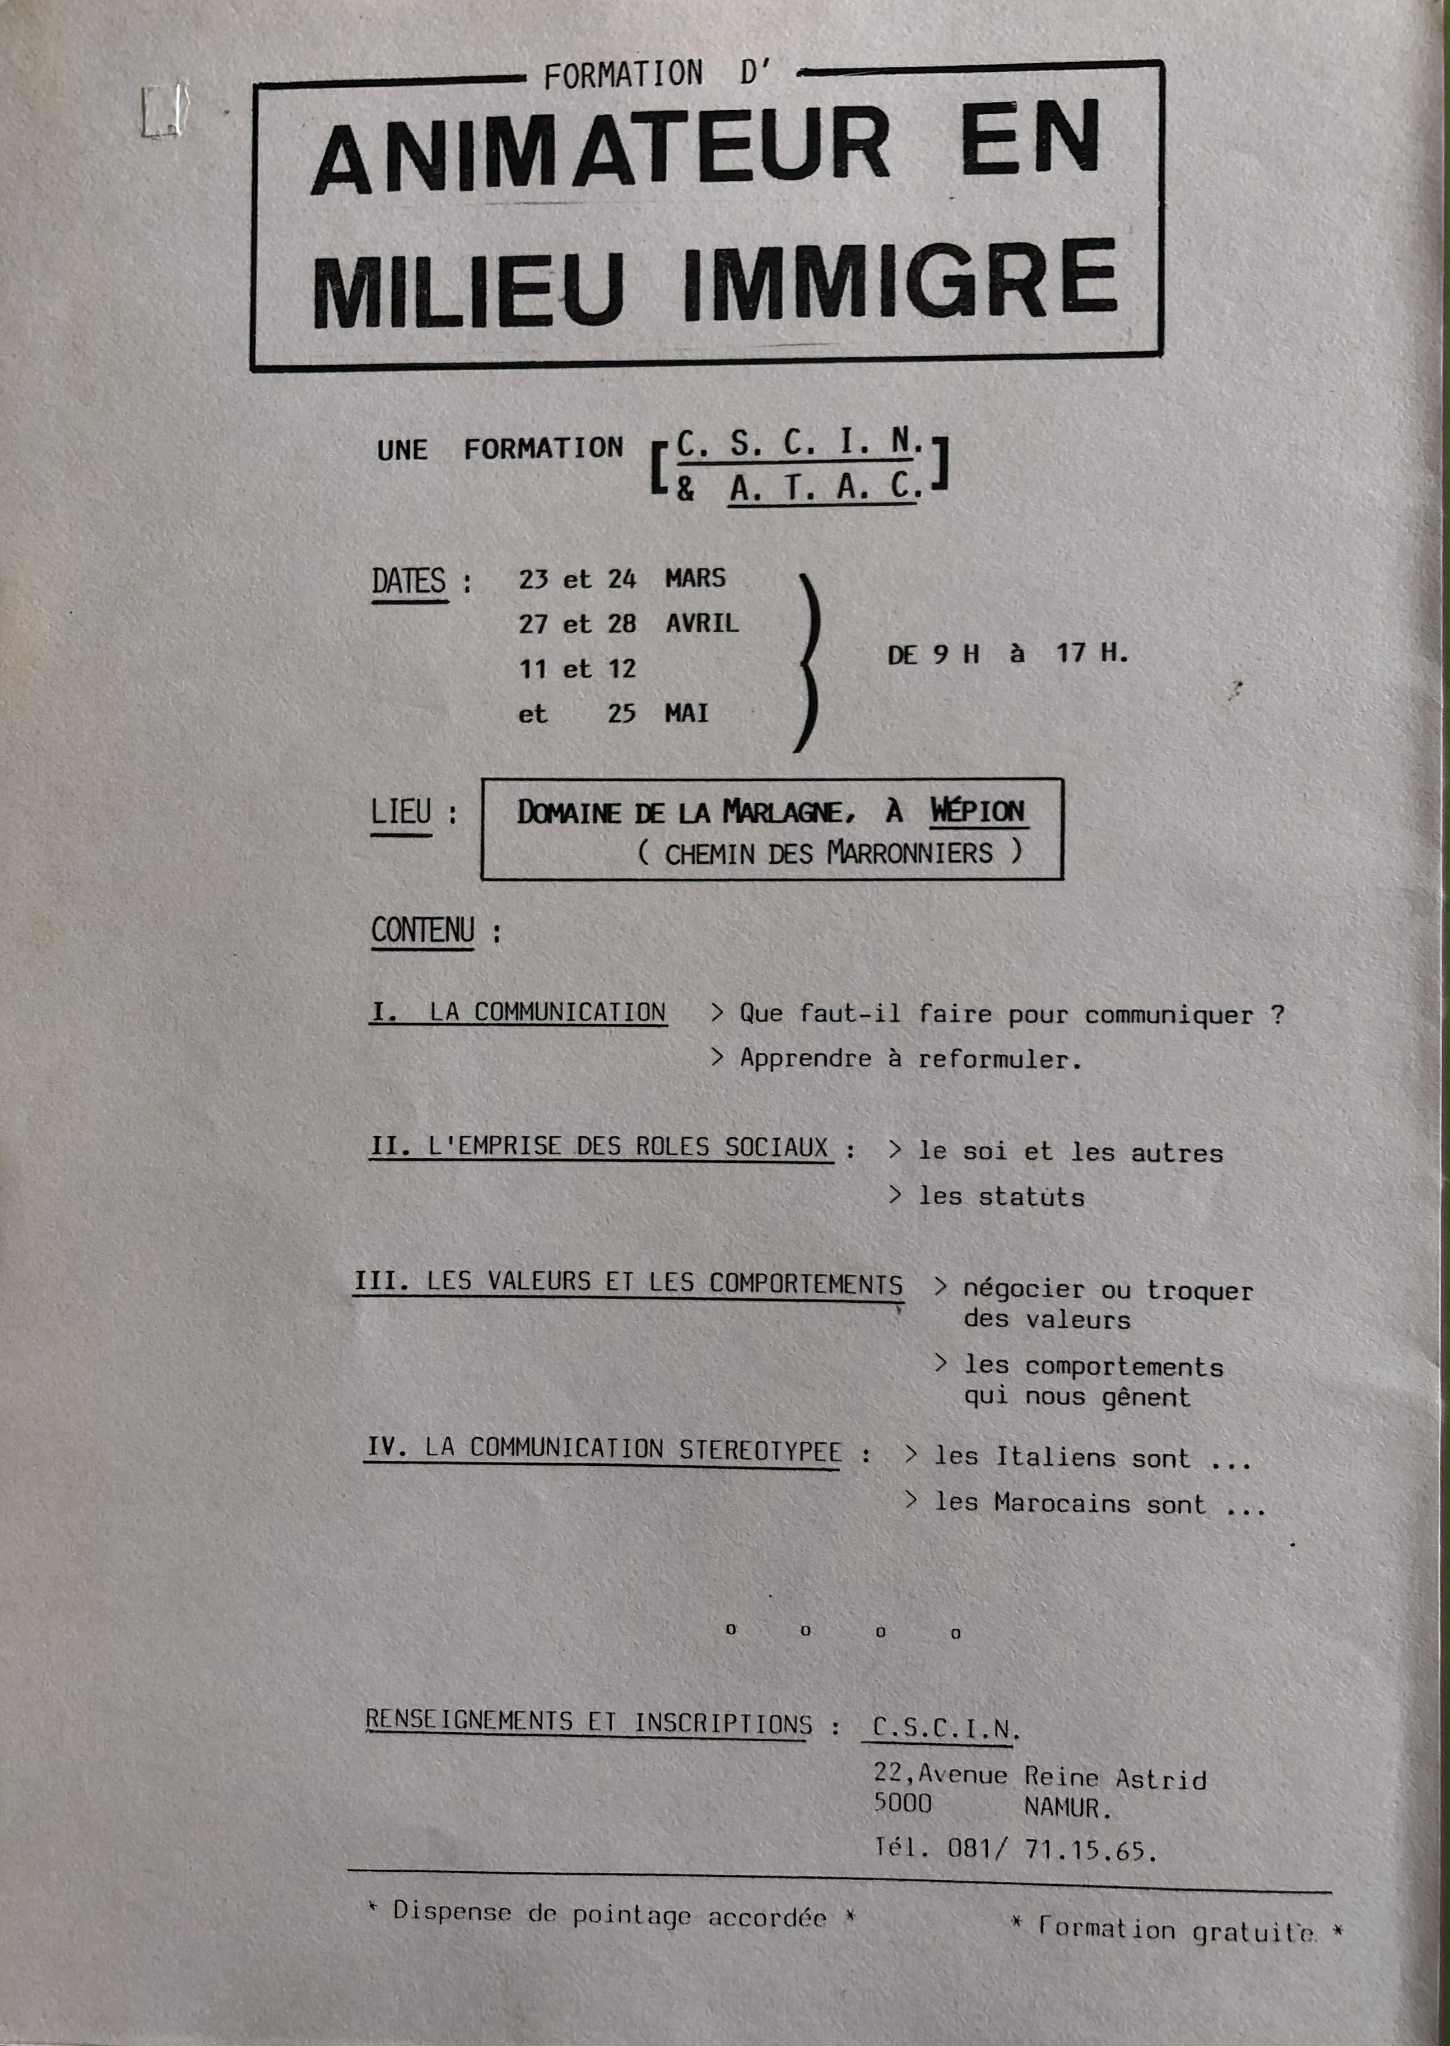 FORMATION D'
ANIMATEUR EN
MILIEU IMMIGRE
UNE FORMATION [C. S. C. I. N.
& A. T. A. C.]
DATES : 23 et 24 MARS
27 et 28 AVRIL
11 et 12
et 25 MAI
DE 9 H à 17 H.
LIEU : DOMAINE DE LA MARLAGNE, À WÉPION
( CHEMIN DES MARRONNIERS )
CONTENU :
I. LA COMMUNICATION > Que faut-il faire pour communiquer ?
> Apprendre à reformuler.
II. L'EMPRISE DES ROLES SOCIAUX : > le soi et les autres
> les statuts
III. LES VALEURS ET LES COMPORTEMENTS > négocier ou troquer
des valeurs
> les comportements
qui nous gênent
IV. LA COMMUNICATION STEREOTYPEE : > les Italiens sont ...
> les Marocains sont ...
o o o o
RENSEIGNEMENTS ET INSCRIPTIONS : C.S.C.I.N.
22,Avenue Reine Astrid
5000 NAMUR.
Tél. 081/ 71.15.65.
* Dispense de pointage accordée * * Formation gratuite *